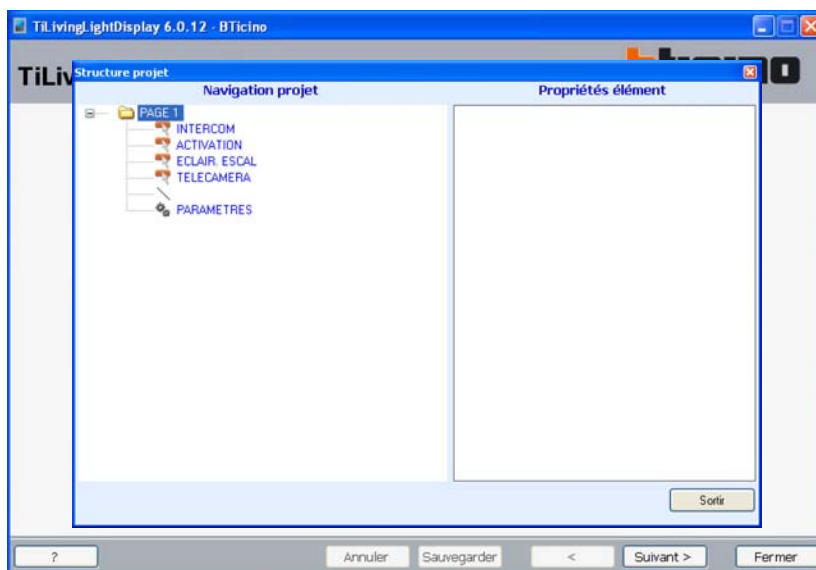 TiLivingLightDisplay 6.0.12 - BTicino
TiLiv
Structure projet
Navigation projet
Propriétés élément
PAGE 1
INTERCOM
ACTIVATION
ECLAIR. ESCAL
TELECAMERA
PARAMETRES
Sortir
?
Annuler
Sauvegarder
<
Suivant >
Fermer